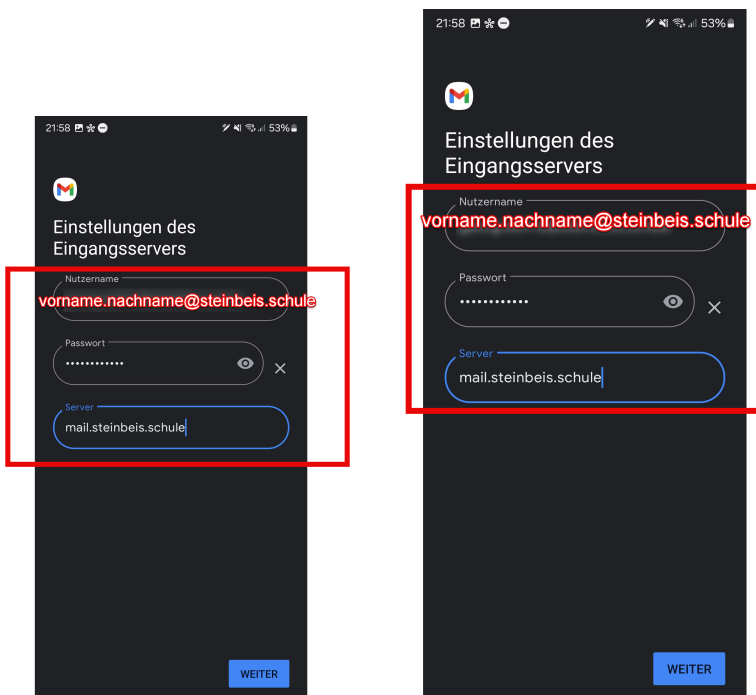 21:58 53%
Einstellungen des
Eingangsservers
Nutzername
vorname.nachname@steinbeis.schule
Passwort
••••••••••••
Server
mail.steinbeis.schule
WEITER
21:58 53%
Einstellungen des
Eingangsservers
Nutzername
vorname.nachname@steinbeis.schule
Passwort
••••••••••••
Server
mail.steinbeis.schule
WEITER